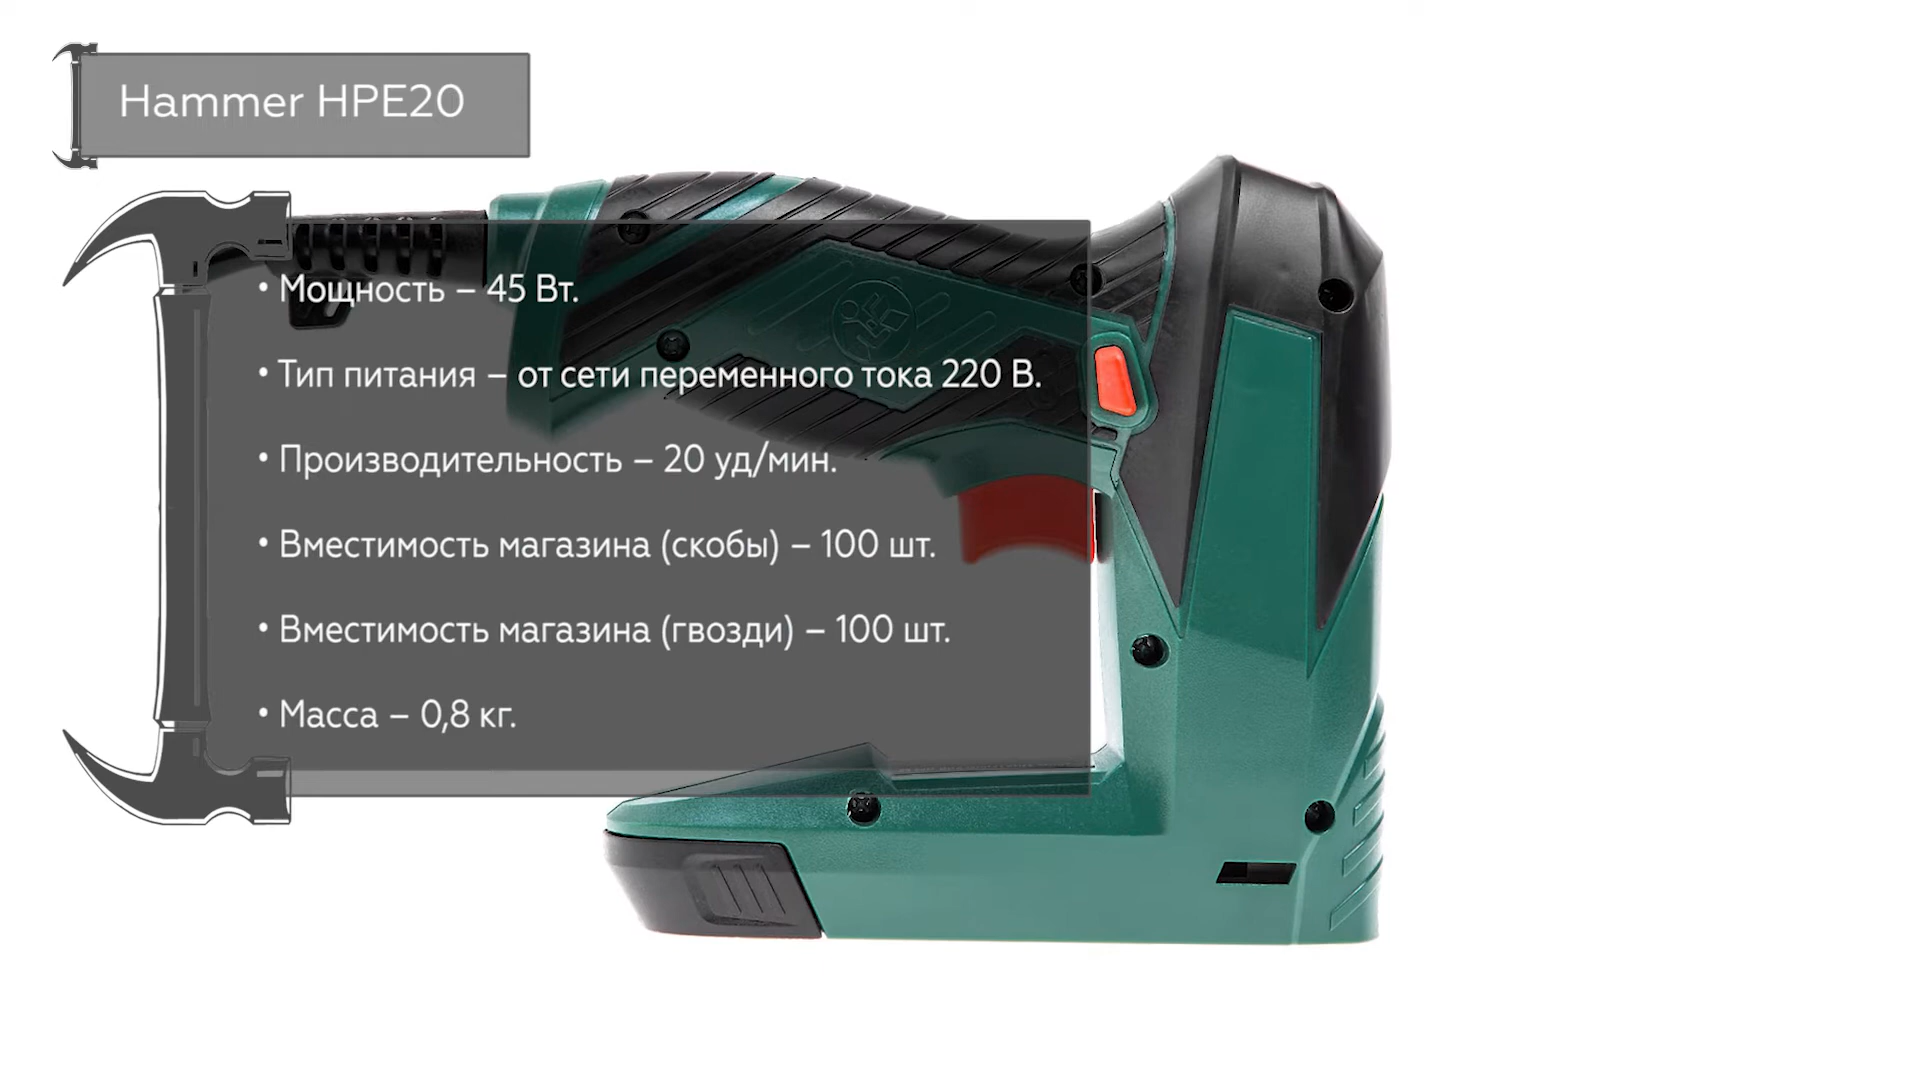 Hammer HPE20
• Мощность – 45 Вт.
• Тип питания – от сети переменного тока 220 В.
• Производительность – 20 уд/мин.
• Вместимость магазина (скобы) – 100 шт.
• Вместимость магазина (гвозди) – 100 шт.
• Масса – 0,8 кг.